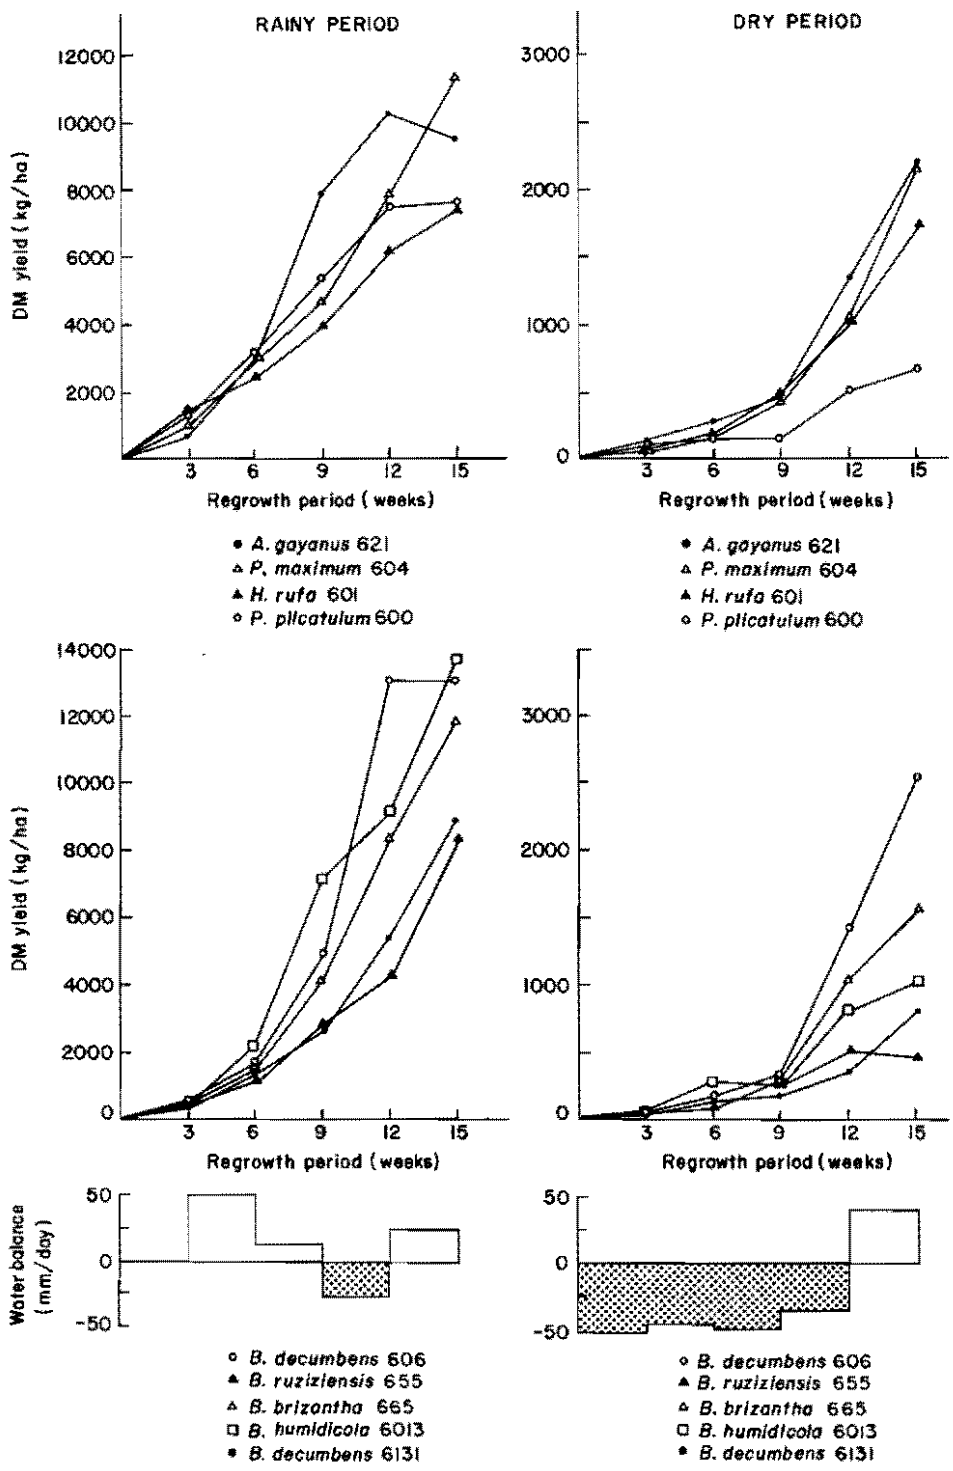 RAINY PERIOD
DRY PERIOD
12000
10000
8000
6000
4000
2000
DM yield (kg/ha)
3 6 9 12 15
Regrowth period (weeks)
3000
2000
1000
0
3 6 9 12 15
Regrowth period (weeks)
A. gayanus 621
P. maximum 604
H. rufa 601
P. plicatulum 600
A. gayanus 621
P. maximum 604
H. rufa 601
P. plicatulum 600
14000
12000
10000
8000
6000
4000
2000
0
DM yield (kg/ha)
3 6 9 12 15
Regrowth period (weeks)
3000
2000
1000
0
3 6 9 12 15
Regrowth period (weeks)
Water balance
(mm/day)
50
0
-50
50
0
-50
B. decumbens 606
B. ruziziensis 655
B. brizantha 665
B. humidicola 6013
B. decumbens 6131
B. decumbens 606
B. ruziziensis 655
B. brizantha 665
B. humidicola 6013
B. decumbens 6131